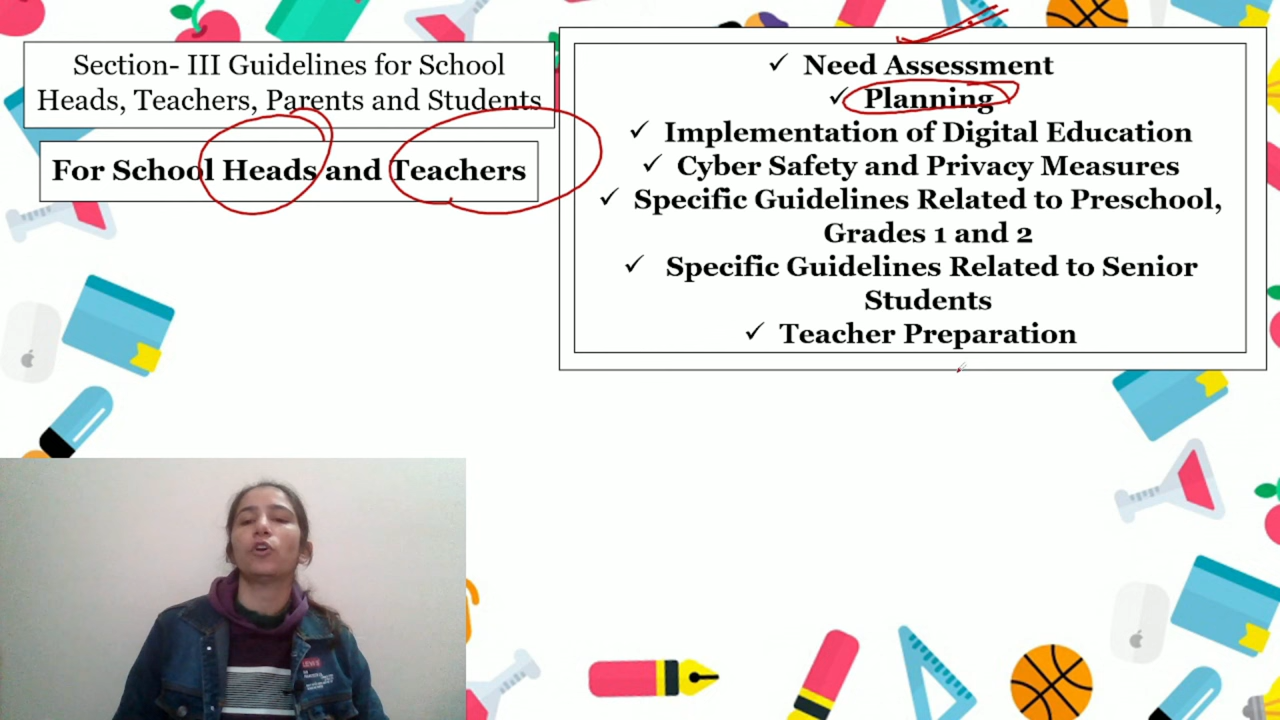 Section- III Guidelines for School
Heads, Teachers, Parents and Students
For School Heads and Teachers
✓ Need Assessment
✓ Planning
✓ Implementation of Digital Education
✓ Cyber Safety and Privacy Measures
✓ Specific Guidelines Related to Preschool,
Grades 1 and 2
✓ Specific Guidelines Related to Senior
Students
✓ Teacher Preparation